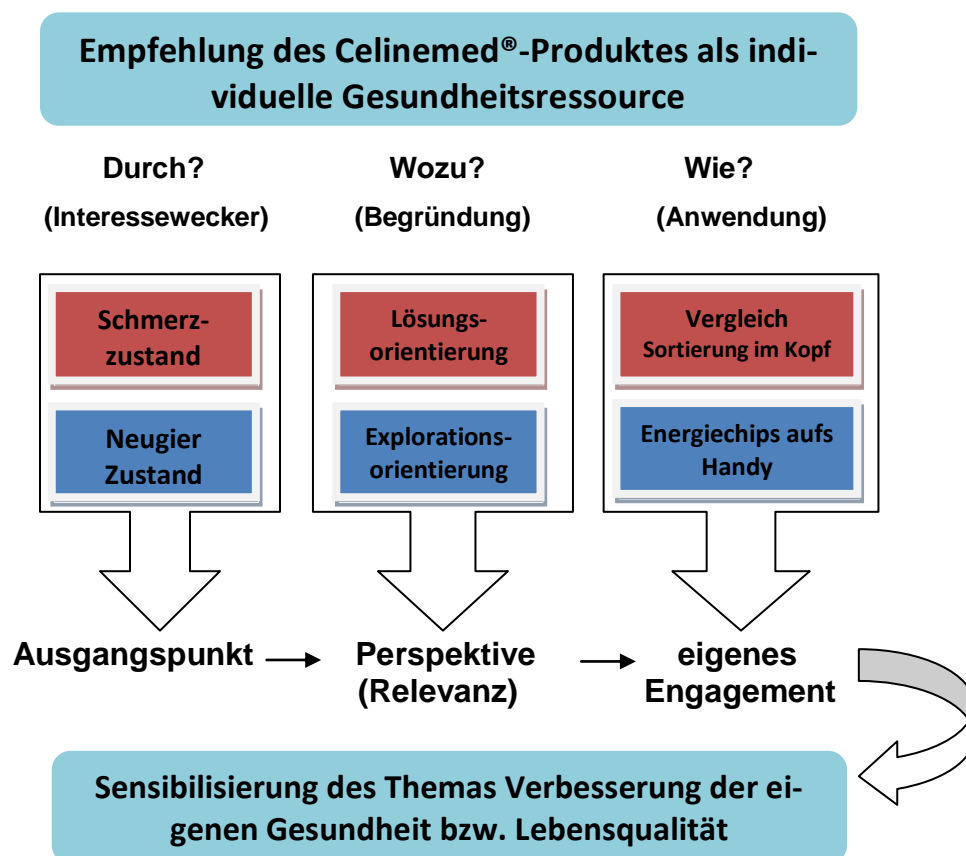 Empfehlung des Celinemed®-Produktes als indi-
viduelle Gesundheitsressource
Durch?
(Interessewecker)
Wozu?
(Begründung)
Wie?
(Anwendung)
Schmerz-
zustand
Neugier
Zustand
Lösungs-
orientierung
Explorations-
orientierung
Vergleich
Sortierung im Kopf
Energiechips aufs
Handy
Ausgangspunkt
Perspektive
(Relevanz)
eigenes
Engagement
Sensibilisierung des Themas Verbesserung der ei-
genen Gesundheit bzw. Lebensqualität